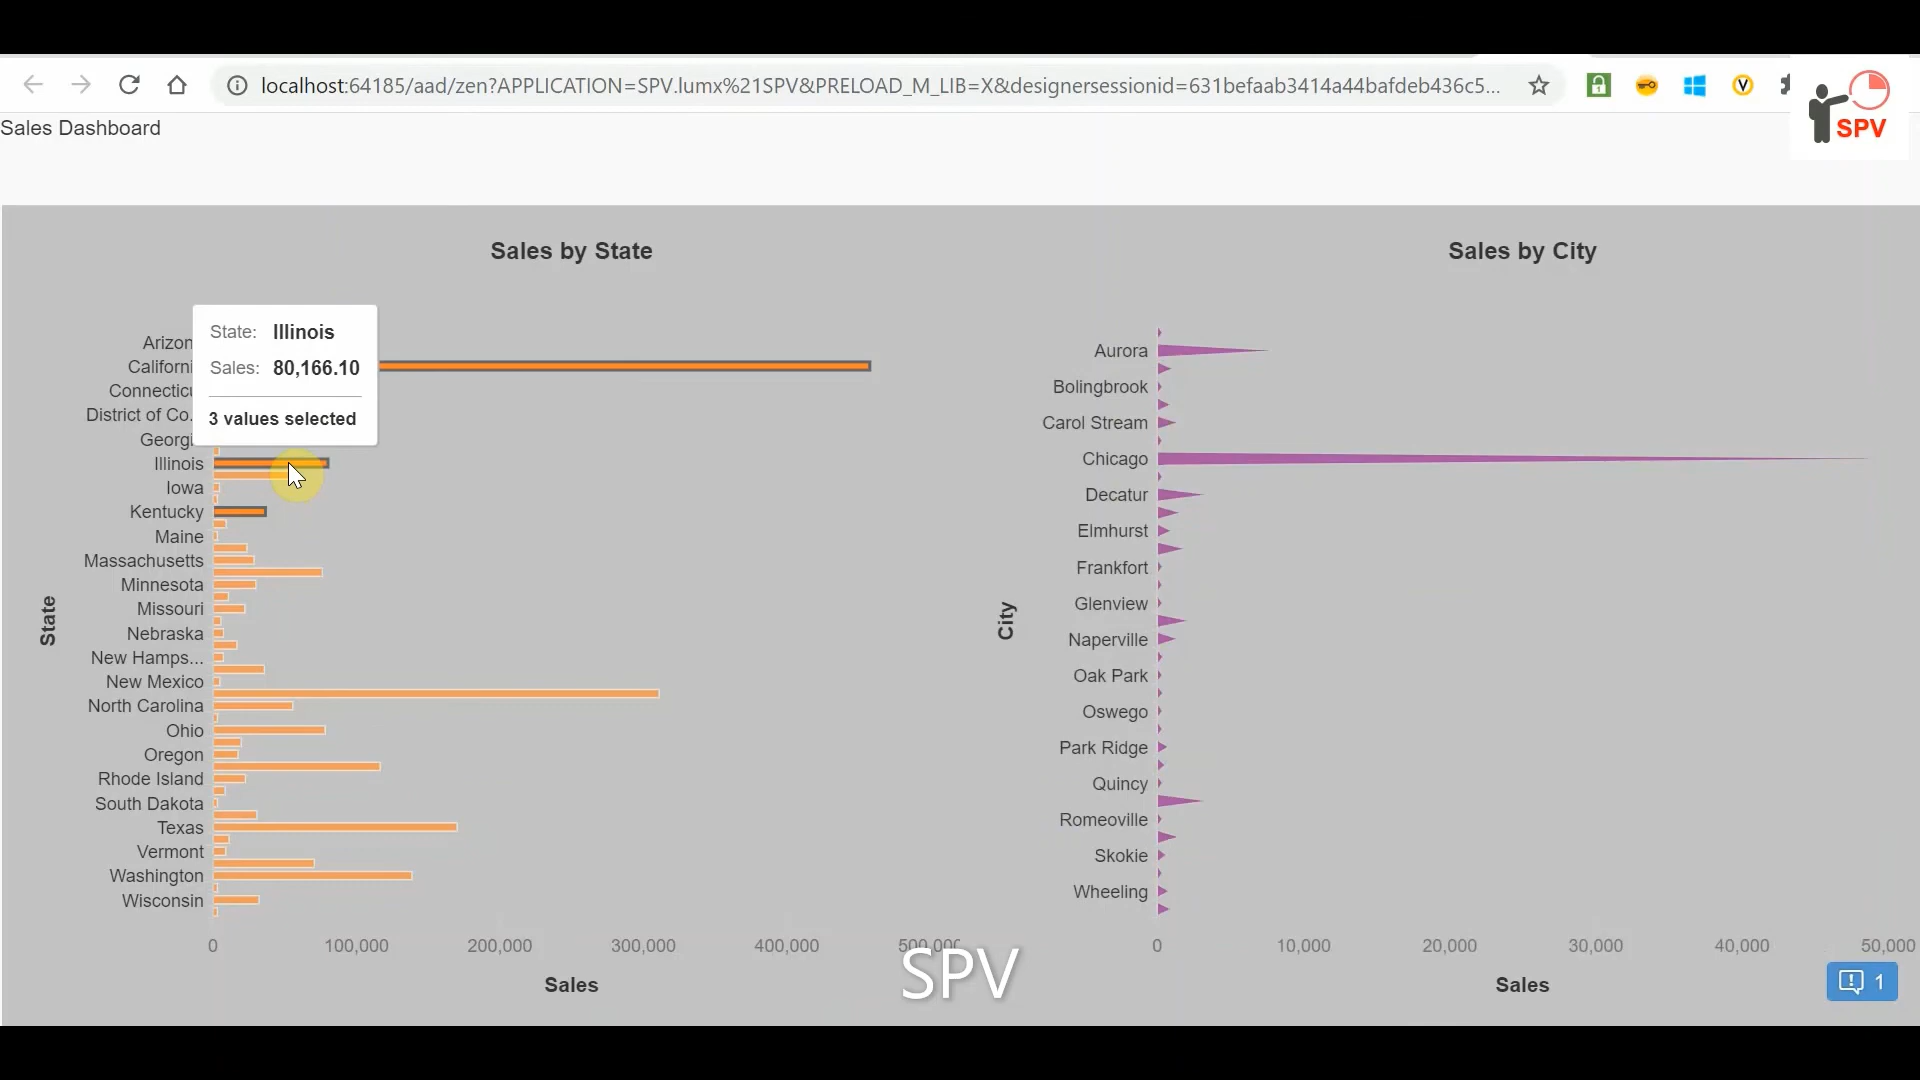 localhost:64185/aad/zen?APPLICATION=SPV.lumx%21SPV&PRELOAD_M_LIB=X&designersessionid=631befaab3414a44bafdeb436c5...
V
SPV
Sales Dashboard
Sales by State
State: Illinois
Sales: 80,166.10
3 values selected
Arizon
Californi
Connecticu
District of Co.
Georgi
Illinois
Iowa
Kentucky
Maine
Massachusetts
Minnesota
Missouri
Nebraska
New Hamps...
New Mexico
North Carolina
Ohio
Oregon
Rhode Island
South Dakota
Texas
Vermont
Washington
Wisconsin
State
0 100,000 200,000 300,000 400,000 500,000
Sales
Sales by City
Aurora
Bolingbrook
Carol Stream
Chicago
Decatur
Elmhurst
Frankfort
Glenview
Naperville
Oak Park
Oswego
Park Ridge
Quincy
Romeoville
Skokie
Wheeling
City
0 10,000 20,000 30,000 40,000 50,000
Sales
SPV
1